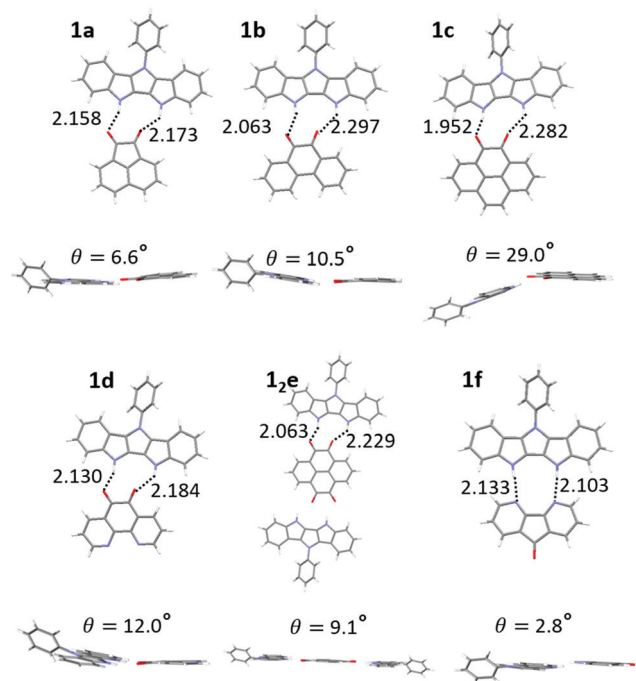 1a 1b 1c
2.158 2.173 2.063 2.297 1.952 2.282
θ = 6.6° θ = 10.5° θ = 29.0°
1d 1₂e 1f
2.130 2.184 2.063 2.229 2.133 2.103
θ = 12.0° θ = 9.1° θ = 2.8°